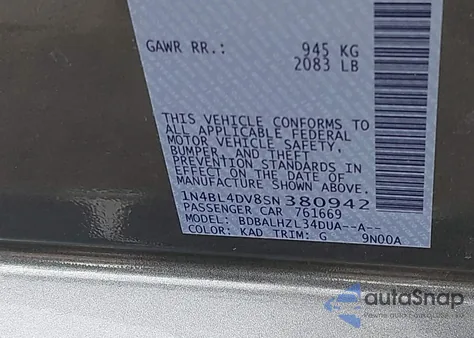 GAWR RR.: 945 KG
2083 LB
THIS VEHICLE CONFORMS TO
ALL APPLICABLE FEDERAL
MOTOR VEHICLE SAFETY,
BUMPER, AND THEFT
PREVENTION STANDARDS IN
EFFECT ON THE DATE OF
MANUFACTURE SHOWN ABOVE.
1N4BL4DV8SN380942
PASSENGER CAR 761669
MODEL: BDBALHZL34DUA--A--
COLOR: KAD TRIM: G 9N00A
autaSnap